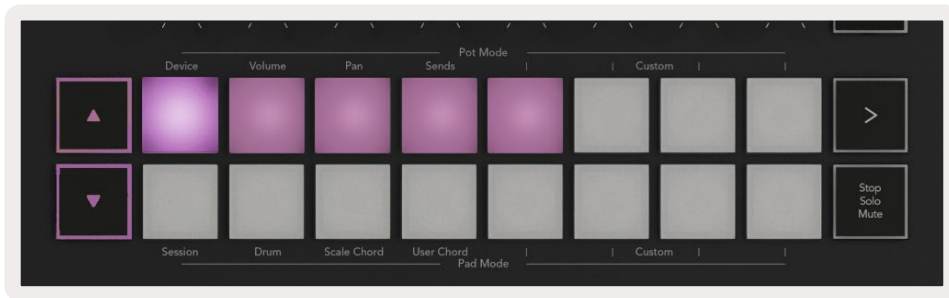 Pot Mode
Device Volume Pan Sends Custom
>
Stop
Solo
Mute
Session Drum Scale Chord User Chord Custom
Pad Mode